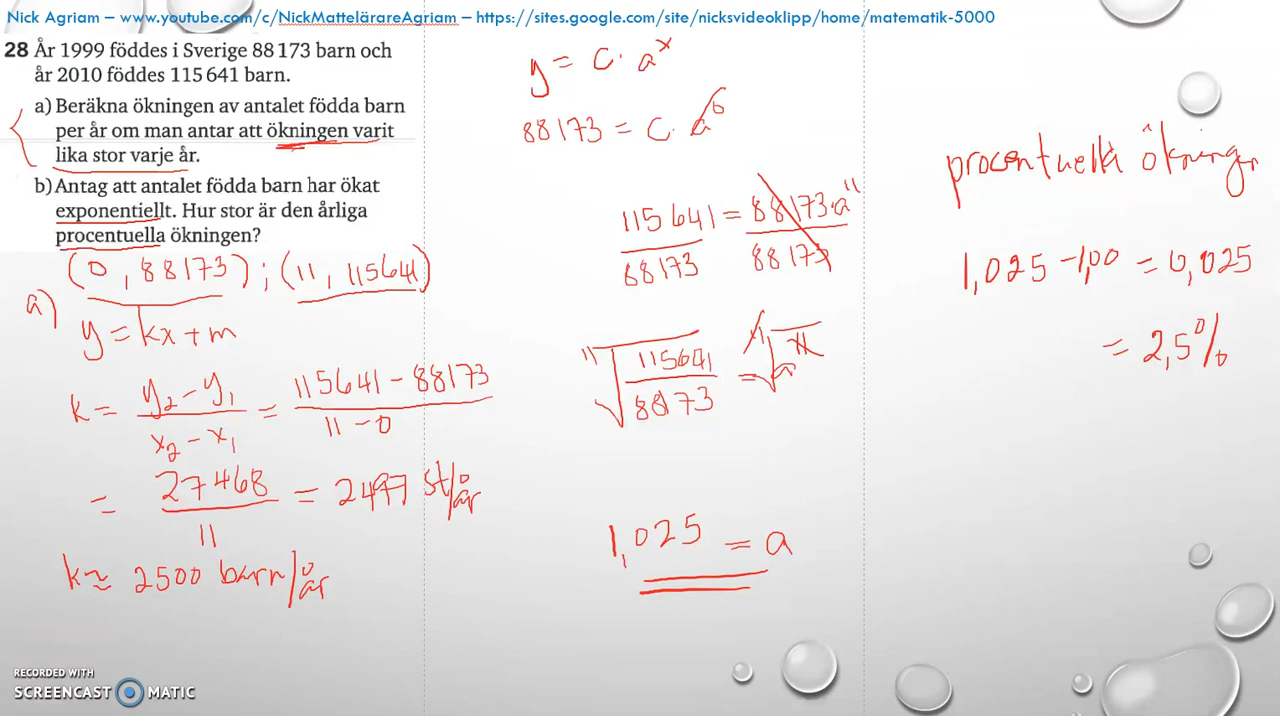 Nick Agriam – www.youtube.com/c/NickMattelärareAgriam – https://sites.google.com/site/nicksvideoklipp/home/matematik-5000
28 År 1999 föddes i Sverige 88 173 barn och
år 2010 föddes 115 641 barn.
a) Beräkna ökningen av antalet födda barn
per år om man antar att ökningen varit
lika stor varje år.
b) Antag att antalet födda barn har ökat
exponentiellt. Hur stor är den årliga
procentuella ökningen?
(0, 88173) ; (11, 115641)
a)
y = kx + m
k = (y₂ - y₁)/(x₂ - x₁) = (115641 - 88173)/(11 - 0)
= 27468/11 = 2497 st/år
k ≈ 2500 barn/år
y = C · a^x
88173 = C · a^0
115641/88173 = 88173·a^11/88173
¹¹√(115641/88173) = ¹¹√a^11
1,025 = a
procentuella ökningen
1,025 - 1,00 = 0,025
= 2,5%
RECORDED WITH
SCREENCAST MATIC